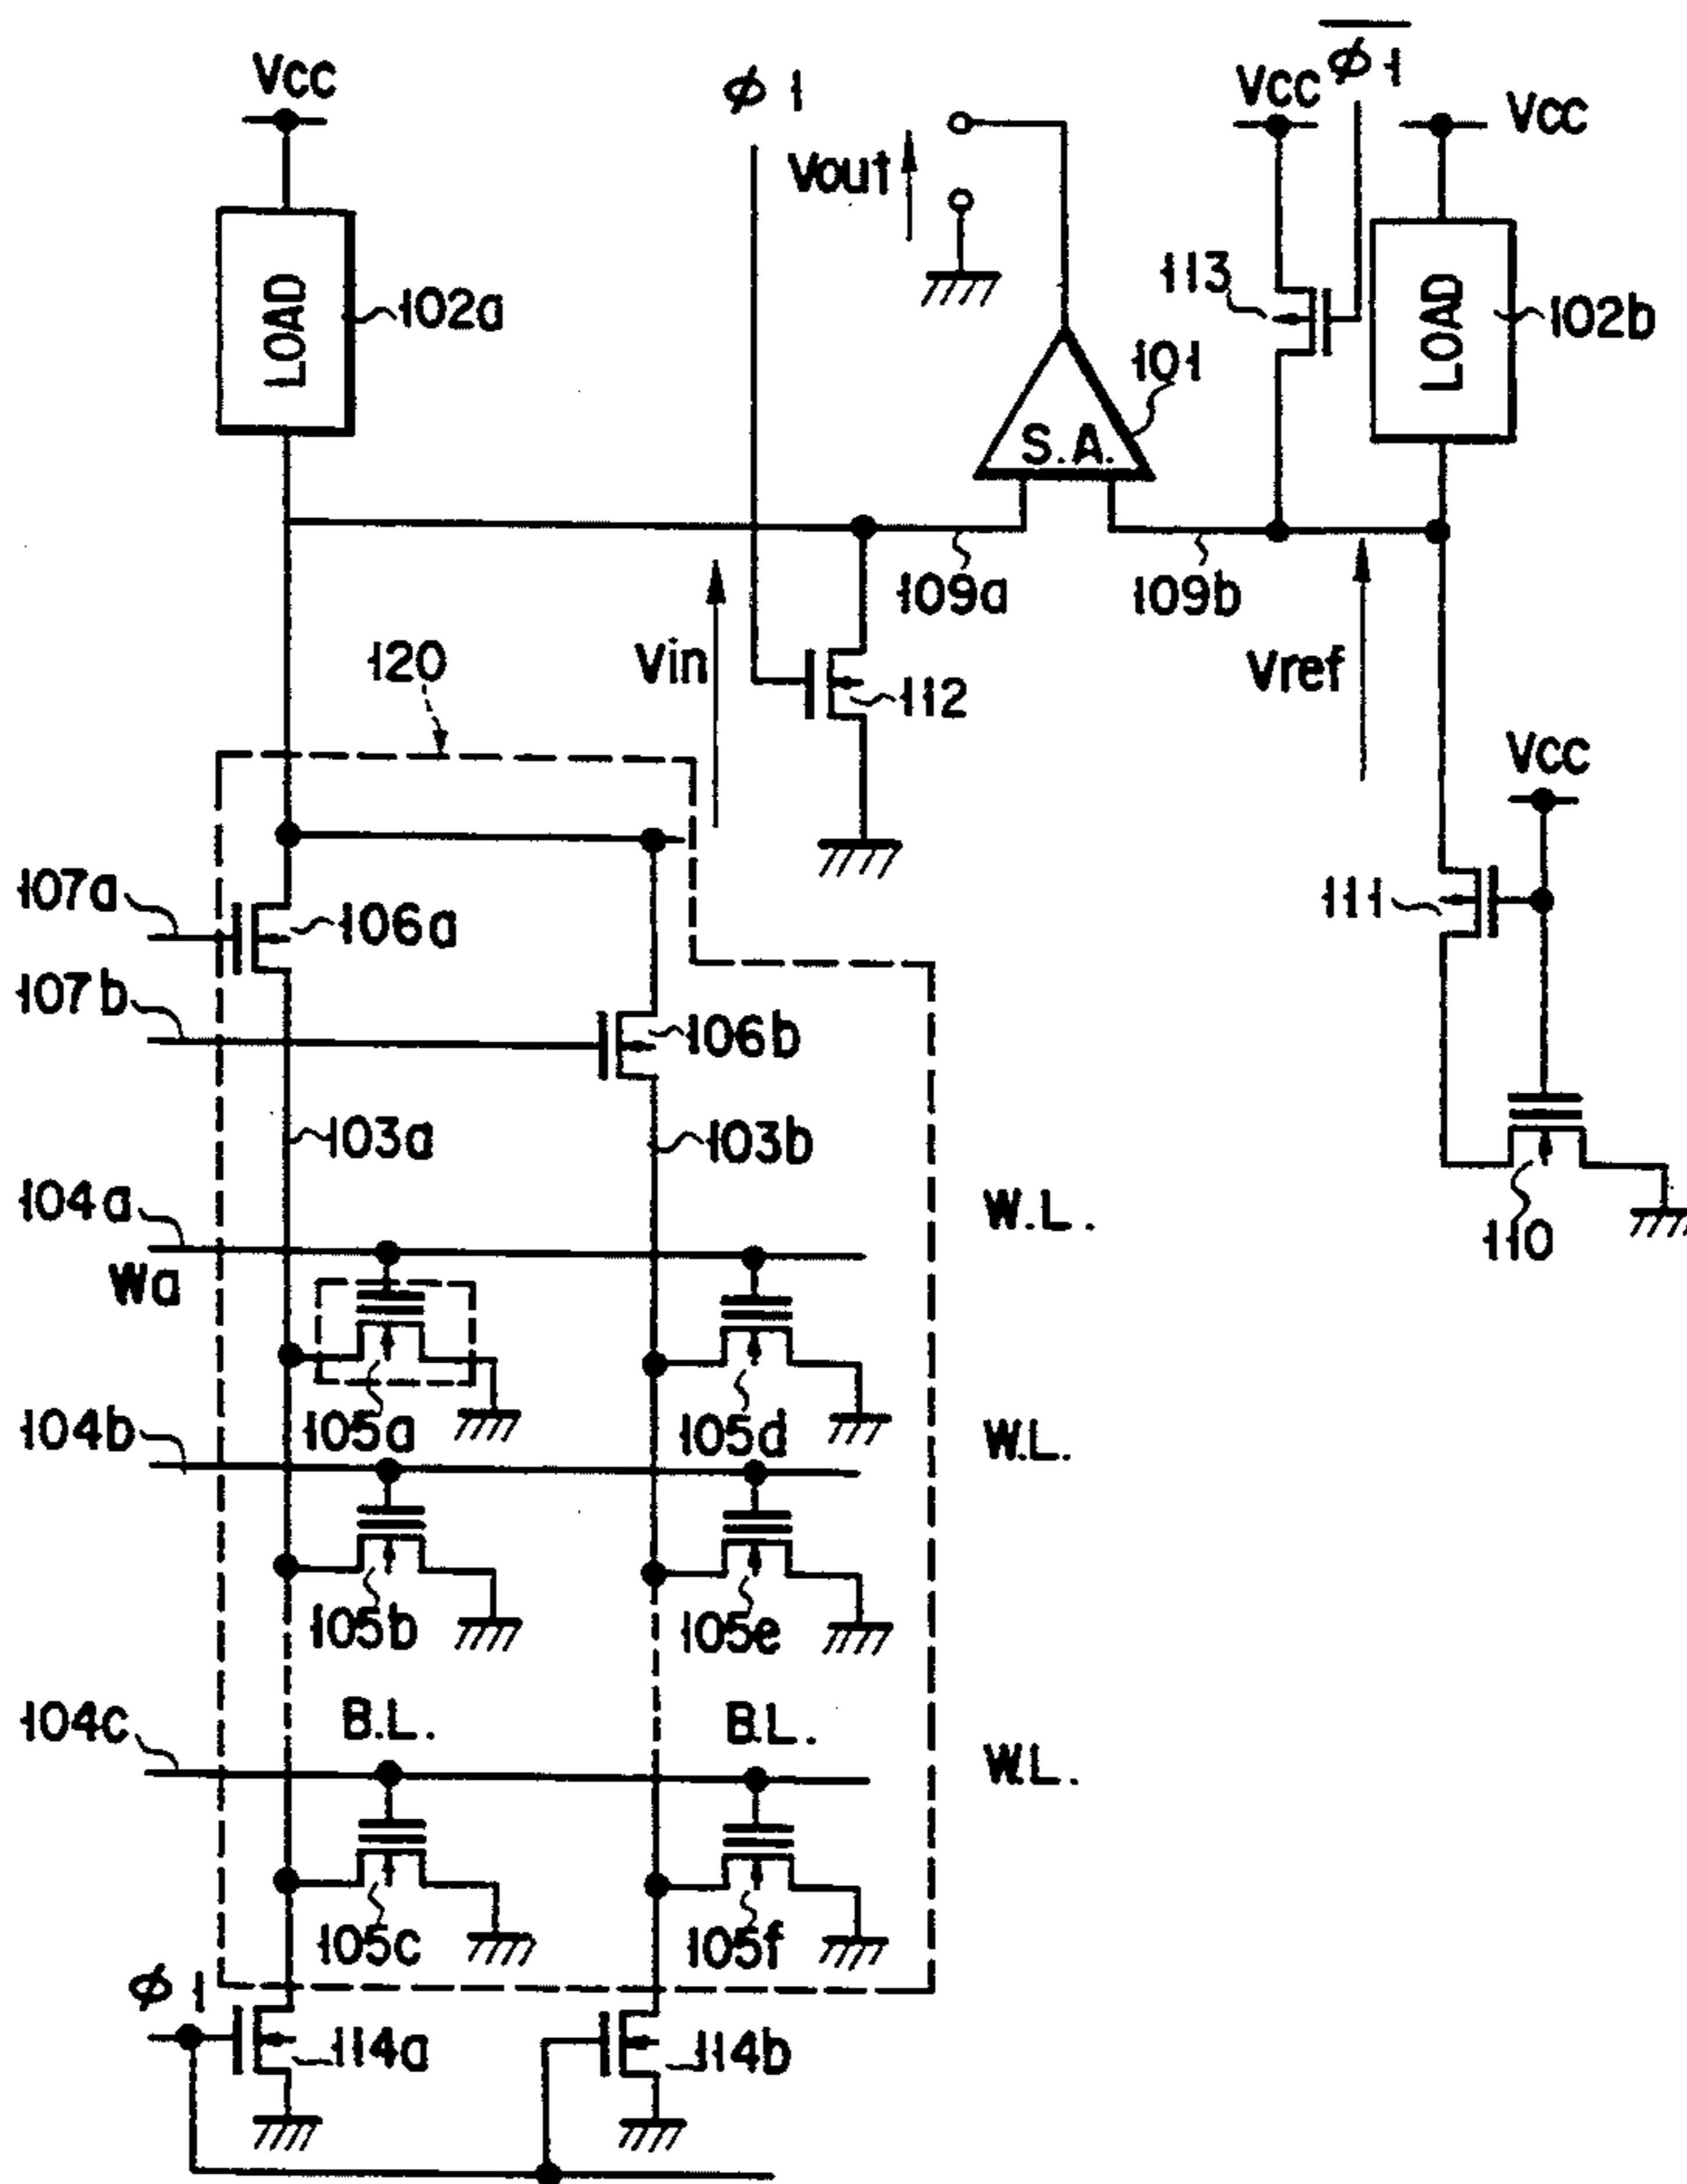 φ1
Vcc
φ1
Vcc
Vcc
Vout
113
LOAD
102a
LOAD
102b
101
S.A.
109a
109b
120
Vin
112
Vref
Vcc
107a
106a
111
107b
106b
103a
103b
104a
W.L.
110
Wa
105a
105d
104b
W.L.
105b
105e
104c
B.L.
B.L.
W.L.
105c
105f
φ1
114a
114b